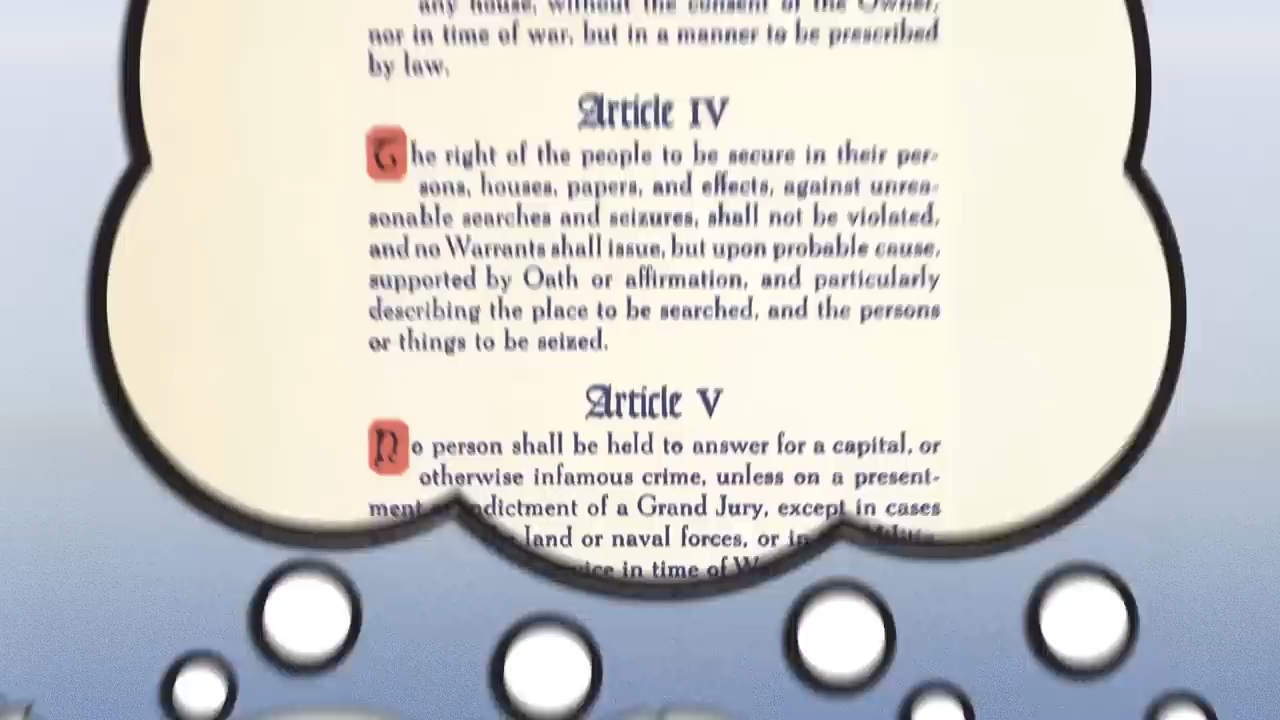 any house, without the consent of the Owner,
nor in time of war, but in a manner to be prescribed
by law.
Article IV
The right of the people to be secure in their per-
sons, houses, papers, and effects, against unrea-
sonable searches and seizures, shall not be violated,
and no Warrants shall issue, but upon probable cause,
supported by Oath or affirmation, and particularly
describing the place to be searched, and the persons
or things to be seized.
Article V
No person shall be held to answer for a capital, or
otherwise infamous crime, unless on a present-
ment or indictment of a Grand Jury, except in cases
land or naval forces, or in
in time of